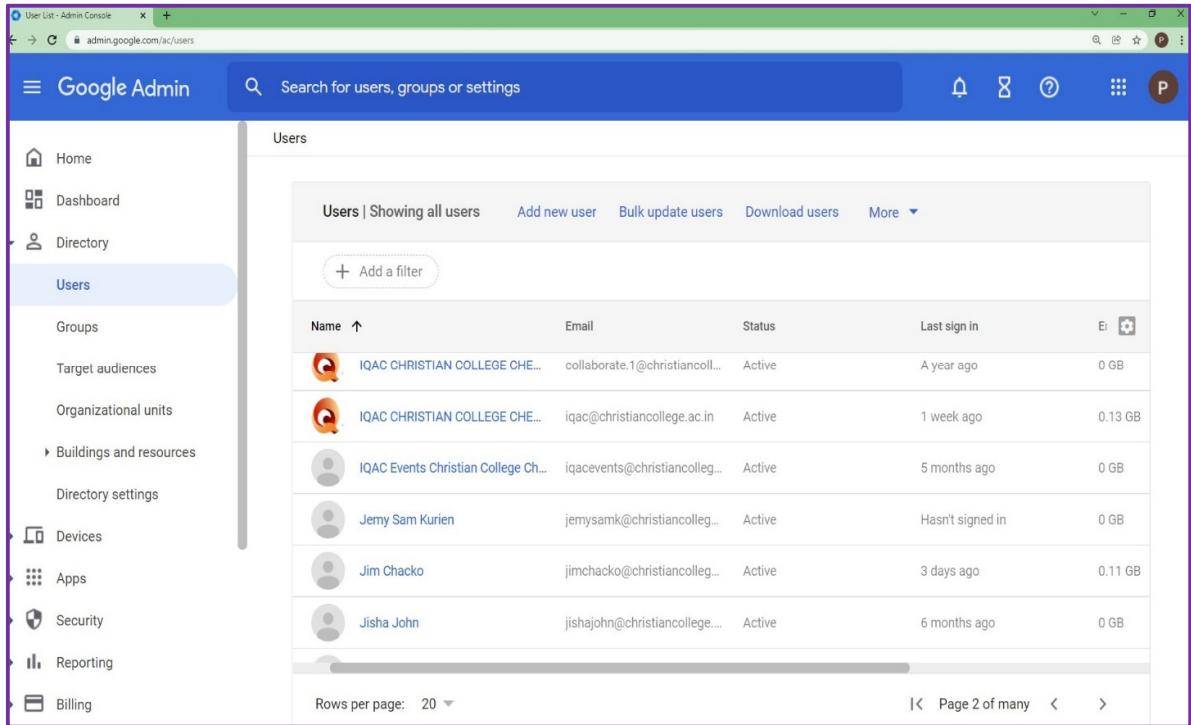 User List - Admin Console
admin.google.com/ac/users
P
Google Admin
Search for users, groups or settings
P
Users
Home
Dashboard
Directory
Users
Groups
Target audiences
Organizational units
Buildings and resources
Directory settings
Devices
Apps
Security
Reporting
Billing
Users | Showing all users Add new user Bulk update users Download users More
+ Add a filter
Name Email Status Last sign in
IQAC CHRISTIAN COLLEGE CHE... collaborate.1@christiancoll... Active A year ago 0 GB
IQAC CHRISTIAN COLLEGE CHE... iqac@christiancollege.ac.in Active 1 week ago 0.13 GB
IQAC Events Christian College Ch... iqacevents@christiancolleg... Active 5 months ago 0 GB
Jemy Sam Kurien jemysamk@christiancolleg... Active Hasn't signed in 0 GB
Jim Chacko jimchacko@christiancolleg... Active 3 days ago 0.11 GB
Jisha John jishajohn@christiancollege.... Active 6 months ago 0 GB
Rows per page: 20 Page 2 of many